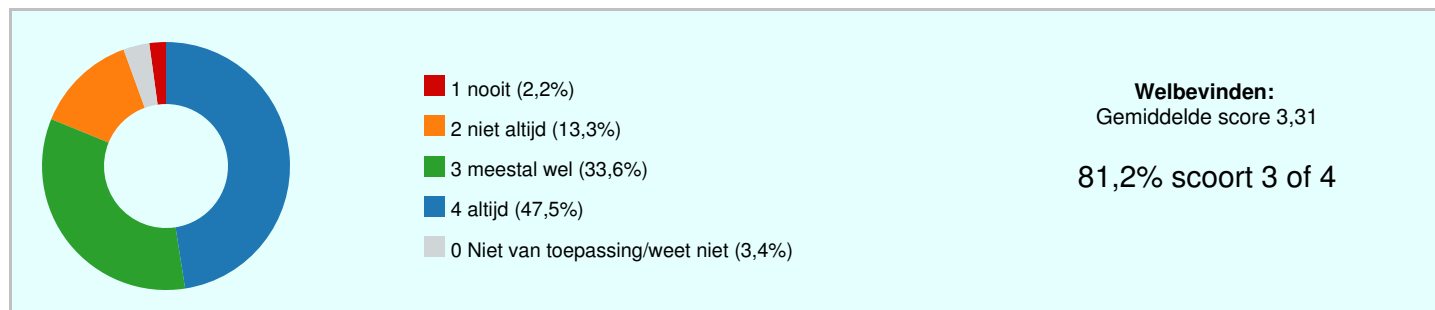 1 nooit (2,2%)
2 niet altijd (13,3%)
3 meestal wel (33,6%)
4 altijd (47,5%)
0 Niet van toepassing/weet niet (3,4%)
Welbevinden:
Gemiddelde score 3,31
81,2% scoort 3 of 4